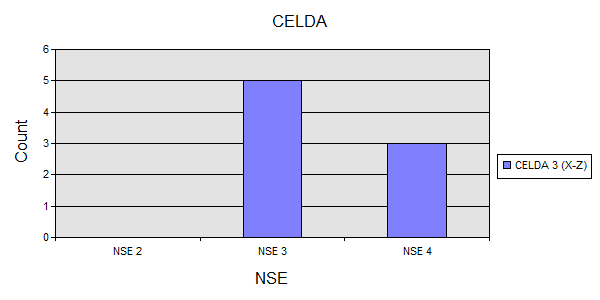 CELDA
6
5
4
3
2
1
0
Count
NSE 2
NSE 3
NSE 4
NSE
CELDA 3 (X-Z)